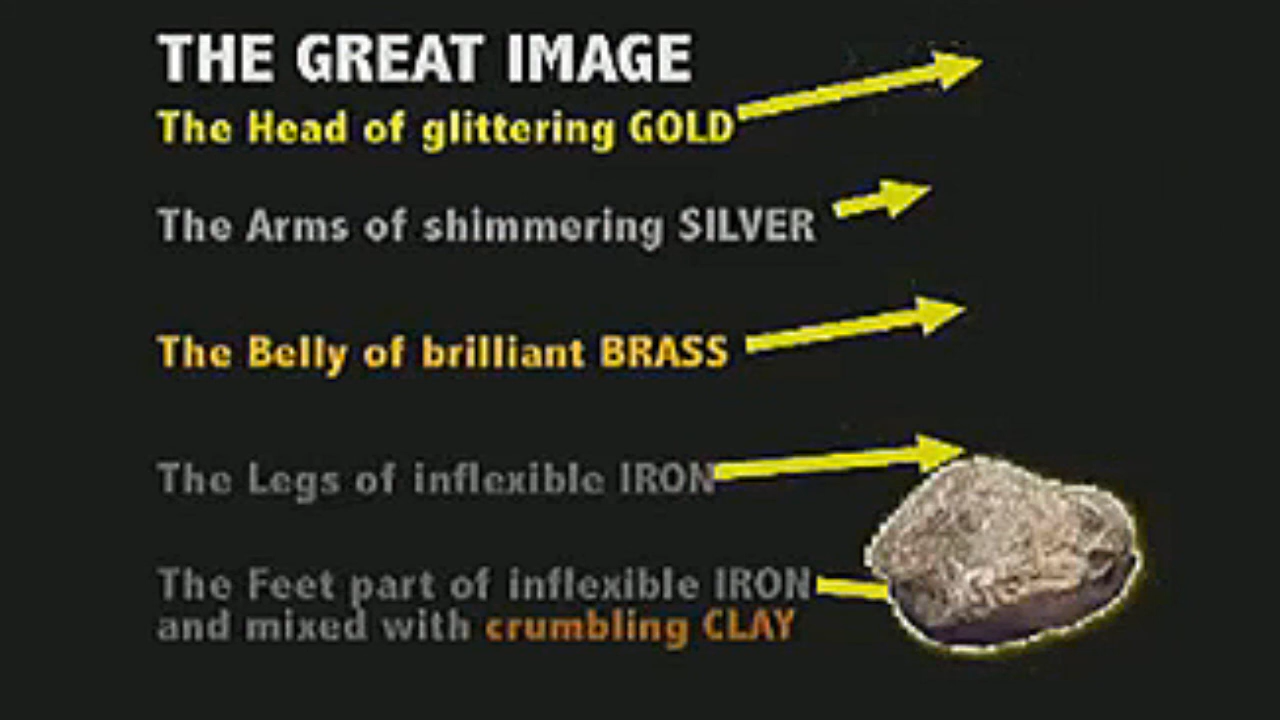 THE GREAT IMAGE
The Head of glittering GOLD
The Arms of shimmering SILVER
The Belly of brilliant BRASS
The Legs of inflexible IRON
The Feet part of inflexible IRON
and mixed with crumbling CLAY